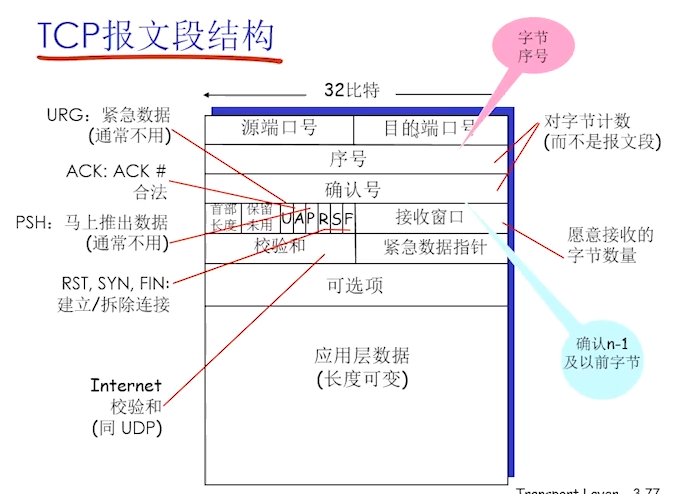 TCP报文段结构
字节
序号
32比特
URG：紧急数据
(通常不用)
源端口号
目的端口号
对字节计数
(而不是报文段)
序号
ACK: ACK #
合法
确认号
PSH：马上推出数据
(通常不用)
首部
长度
保留
未用
U A P R S F
接收窗口
愿意接收的
字节数量
校验和
紧急数据指针
RST, SYN, FIN:
建立/拆除连接
可选项
确认n-1
及以前字节
应用层数据
(长度可变)
Internet
校验和
(同 UDP)
Transport Layer 3-77